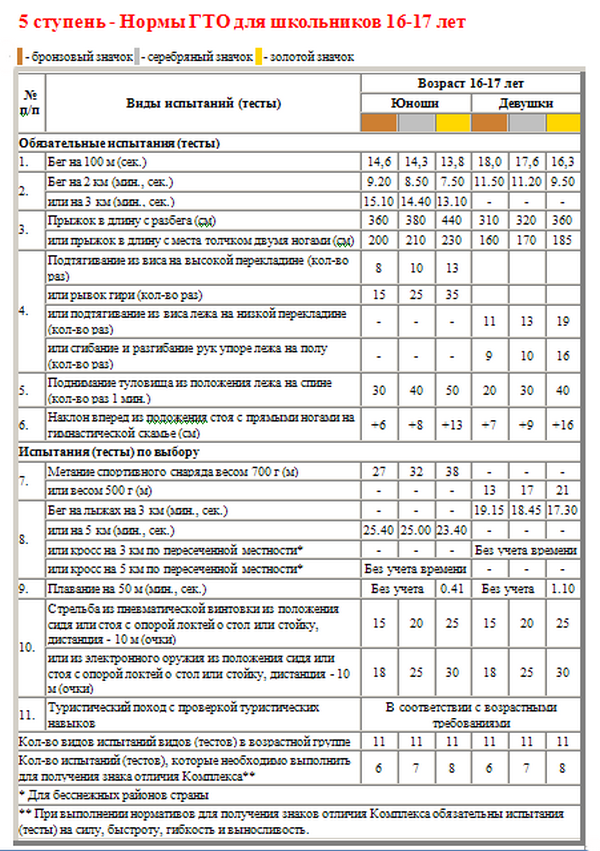 5 ступень - Нормы ГТО для школьников 16-17 лет
- бронзовый значок - серебряный значок - золотой значок
№ п/п Виды испытаний (тесты) Возраст 16-17 лет
Юноши Девушки
Обязательные испытания (тесты)
1. Бег на 100 м (сек.) 14,6 14,3 13,8 18,0 17,6 16,3
2. Бег на 2 км (мин., сек.) 9.20 8.50 7.50 11.50 11.20 9.50
или на 3 км (мин., сек.) 15.10 14.40 13.10 - - -
3. Прыжок в длину с разбега (см) 360 380 440 310 320 360
или прыжок в длину с места толчком двумя ногами (см) 200 210 230 160 170 185
4. Подтягивание из виса на высокой перекладине (кол-во
раз) 8 10 13
или рывок гири (кол-во раз) 15 25 35
или подтягивание из виса лежа на низкой перекладине
(кол-во раз) - - - 11 13 19
или сгибание и разгибание рук упоре лежа на полу
(кол-во раз) - - - 9 10 16
5. Поднимание туловища из положения лежа на спине
(кол-во раз 1 мин.) 30 40 50 20 30 40
6. Наклон вперед из положения стоя с прямыми ногами на
гимнастической скамье (см) +6 +8 +13 +7 +9 +16
Испытания (тесты) по выбору
7. Метание спортивного снаряда весом 700 г (м) 27 32 38 - - -
или весом 500 г (м) - - - 13 17 21
8. Бег на лыжах на 3 км (мин., сек.) - - - 19.15 18.45 17.30
или на 5 км (мин., сек.) 25.40 25.00 23.40 - - -
или кросс на 3 км по пересеченной местности* - - - Без учета времени
или кросс на 5 км по пересеченной местности* Без учета времени - - -
9. Плавание на 50 м (мин., сек.) Без учета 0.41 Без учета 1.10
10. Стрельба из пневматической винтовки из положения
сидя или стоя с опорой локтей о стол или стойку,
дистанция - 10 м (очки) 15 20 25 15 20 25
или из электронного оружия из положения сидя или
стоя с опорой локтей о стол или стойку, дистанция - 10
м (очки) 18 25 30 18 25 30
11. Туристический поход с проверкой туристических
навыков В соответствии с возрастными
требованиями
Кол-во видов испытаний видов (тестов) в возрастной группе 11 11 11 11 11 11
Кол-во испытаний (тестов), которые необходимо выполнить
для получения знака отличия Комплекса** 6 7 8 6 7 8
* Для бесснежных районов страны
** При выполнении нормативов для получения знаков отличия Комплекса обязательны испытания
(тесты) на силу, быстроту, гибкость и выносливость.